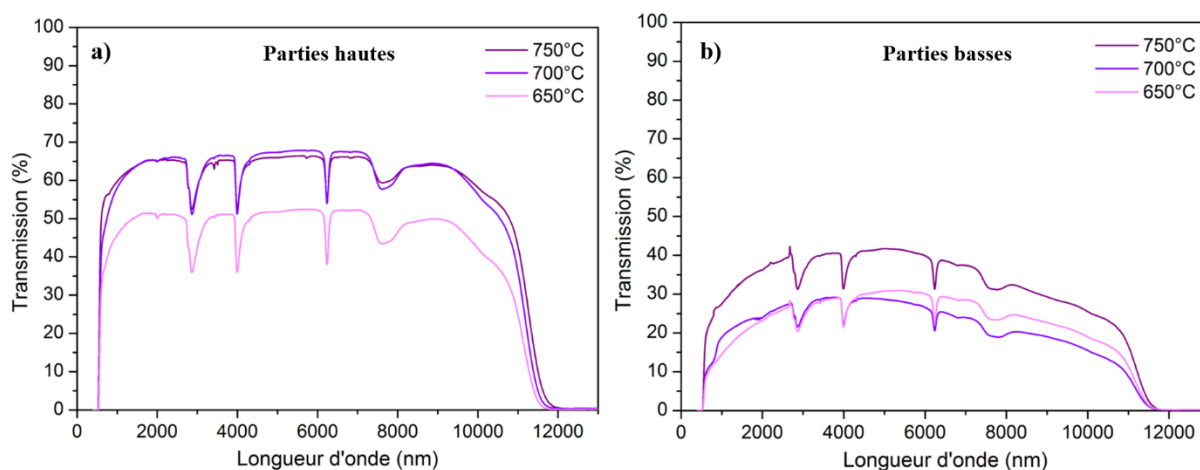 a)
Parties hautes
750°C
700°C
650°C
Transmission (%)
100
90
80
70
60
50
40
30
20
10
0
0 2000 4000 6000 8000 10000 12000
Longueur d'onde (nm)
b)
Parties basses
750°C
700°C
650°C
Transmission (%)
100
90
80
70
60
50
40
30
20
10
0
0 2000 4000 6000 8000 10000 12000
Longueur d'onde (nm)